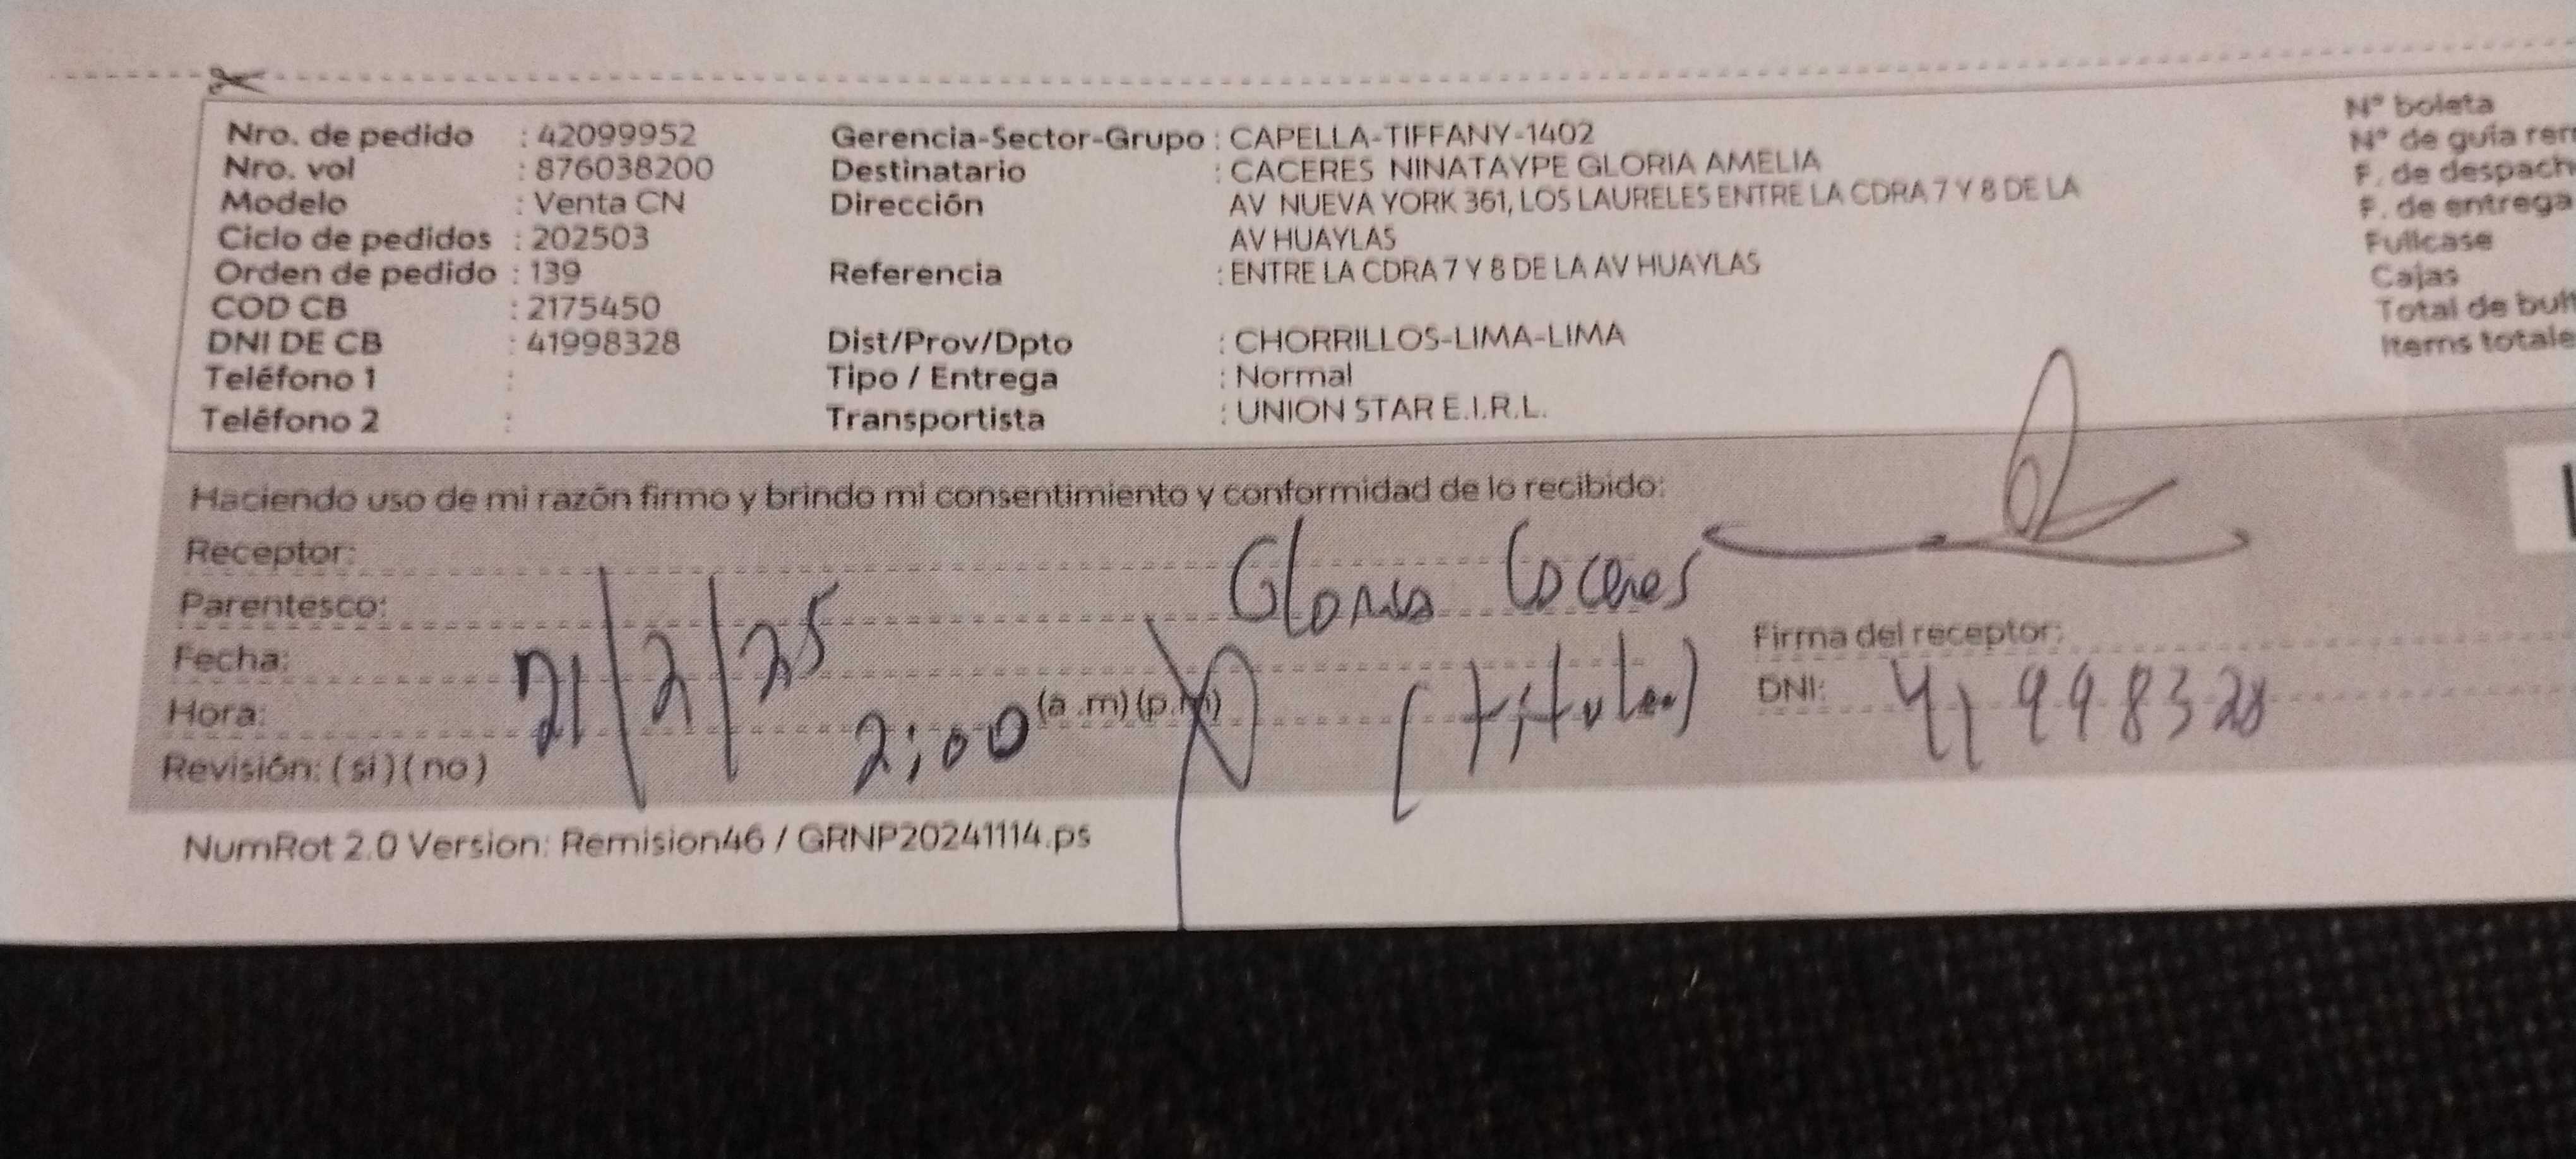 Nro. de pedido : 42099952 Gerencia-Sector-Grupo : CAPELLA-TIFFANY-1402 N° boleta
Nro. vol : 876038200 Destinatario : CACERES NINATAYPE GLORIA AMELIA N° de guía rem
Modelo : Venta CN Dirección AV NUEVA YORK 361, LOS LAURELES ENTRE LA CDRA 7 Y 8 DE LA F. de despach
Ciclo de pedidos : 202503 AV HUAYLAS F. de entrega
Orden de pedido : 139 Referencia : ENTRE LA CDRA 7 Y 8 DE LA AV HUAYLAS Fullcase
COD CB : 2175450 Cajas
DNI DE CB : 41998328 Dist/Prov/Dpto : CHORRILLOS-LIMA-LIMA Total de bult
Teléfono 1 : Tipo / Entrega : Normal Items totale
Teléfono 2 : Transportista : UNION STAR E.I.R.L.
Haciendo uso de mi razón firmo y brindo mi consentimiento y conformidad de lo recibido:
Receptor: Gloria Caceres
Parentesco: Firma del receptor:
Fecha: 21/2/25 (titular) DNI: 41998328
Hora: 2:00 (a.m)(p.m)
Revisión: (si)(no)
NumRot 2.0 Version: Remision46 / GRNP20241114.ps